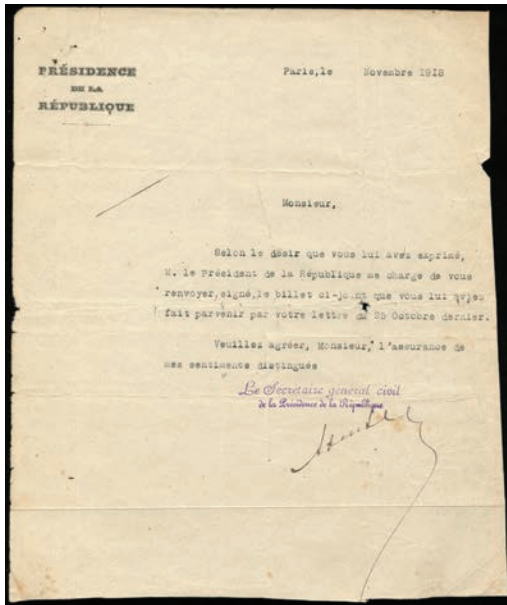 PRÉSIDENCE
DE LA
RÉPUBLIQUE
Paris, le Novembre 1918
Monsieur,
Selon le désir que vous lui avez exprimé,
M. le Président de la République me charge de vous
renvoyer, signé, le billet ci-joint que vous lui aviez
fait parvenir par votre lettre du 25 Octobre dernier.
Veuillez agréer, Monsieur, l'assurance de
mes sentiments distingués
Le Secrétaire général civil
de la Présidence de la République